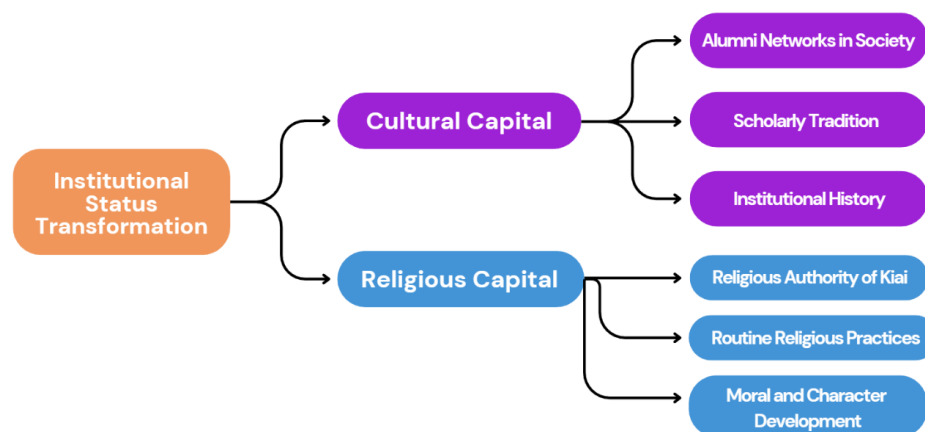 Alumni Networks in Society
Cultural Capital
Scholarly Tradition
Institutional
Status
Transformation
Institutional History
Religious Capital
Religious Authority of Kiai
Routine Religious Practices
Moral and Character
Development